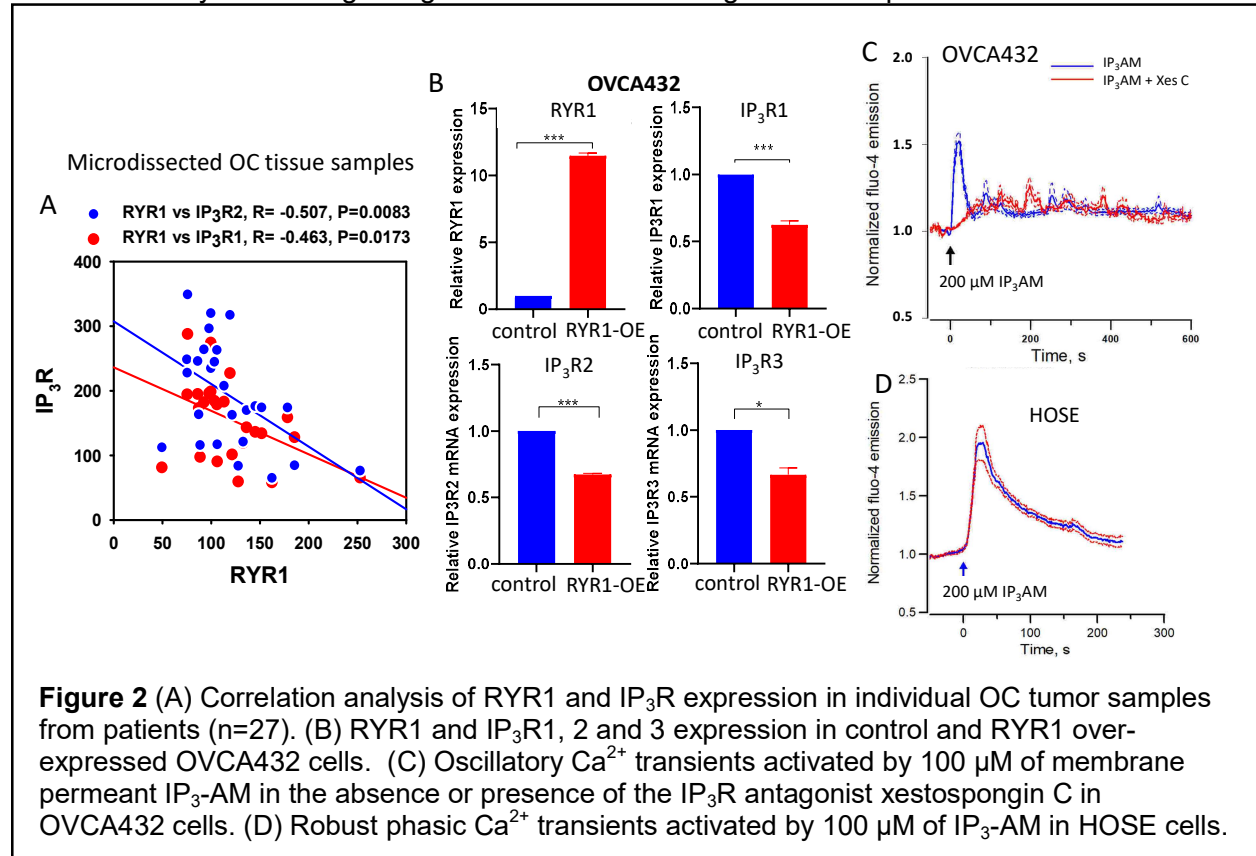 Microdissected OC tissue samples
A
RYR1 vs IP3R2, R= -0.507, P=0.0083
RYR1 vs IP3R1, R= -0.463, P=0.0173
400
300
200
100
0
IP3R
0 50 100 150 200 250 300
RYR1
B
OVCA432
RYR1
Relative RYR1 expression
15
10
5
0
***
control RYR1-OE
IP3R1
Relative IP3R1 expression
1.5
1.0
0.5
0.0
***
control RYR1-OE
IP3R2
Relative IP3R2 mRNA expression
1.5
1.0
0.5
0.0
***
control RYR1-OE
IP3R3
Relative IP3R3 mRNA expression
1.5
1.0
0.5
0.0
*
control RYR1-OE
C
OVCA432
IP3AM
IP3AM + Xes C
Normalized fluo-4 emission
2.0
1.5
1.0
0.5
200 µM IP3AM
0 200 400 600
Time, s
D
HOSE
Normalized fluo-4 emission
2.5
2.0
1.5
1.0
0.5
200 µM IP3AM
0 100 200 300
Time, s
Figure 2 (A) Correlation analysis of RYR1 and IP3R expression in individual OC tumor samples
from patients (n=27). (B) RYR1 and IP3R1, 2 and 3 expression in control and RYR1 over-
expressed OVCA432 cells. (C) Oscillatory Ca2+ transients activated by 100 µM of membrane
permeant IP3-AM in the absence or presence of the IP3R antagonist xestospongin C in
OVCA432 cells. (D) Robust phasic Ca2+ transients activated by 100 µM of IP3-AM in HOSE cells.